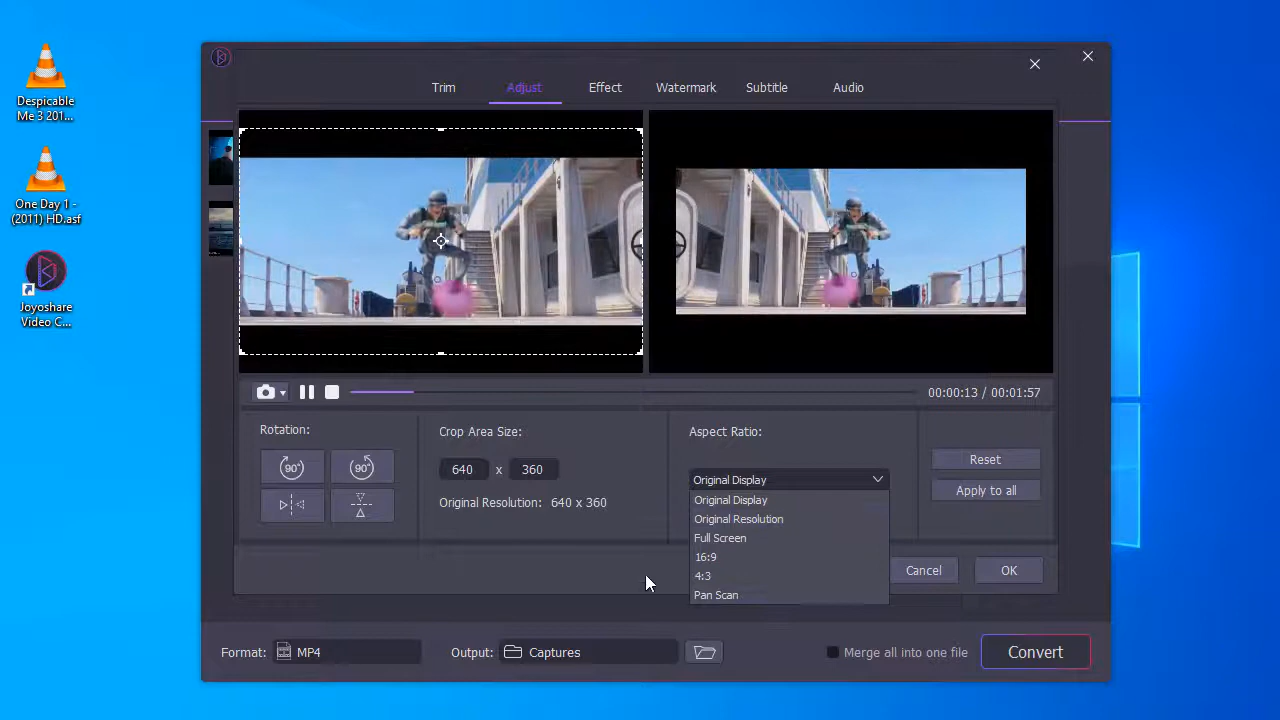 Despicable
Me 3 201...
One Day 1 -
(2011) HD.asf
Joyoshare
Video C...
Trim
Adjust
Effect
Watermark
Subtitle
Audio
00:00:13 / 00:01:57
Rotation:
90°
90°
Crop Area Size:
640 x 360
Original Resolution: 640 x 360
Aspect Ratio:
Original Display
Original Display
Original Resolution
Full Screen
16:9
4:3
Pan Scan
Reset
Apply to all
Cancel
OK
Format:
MP4
Output:
Captures
Merge all into one file
Convert